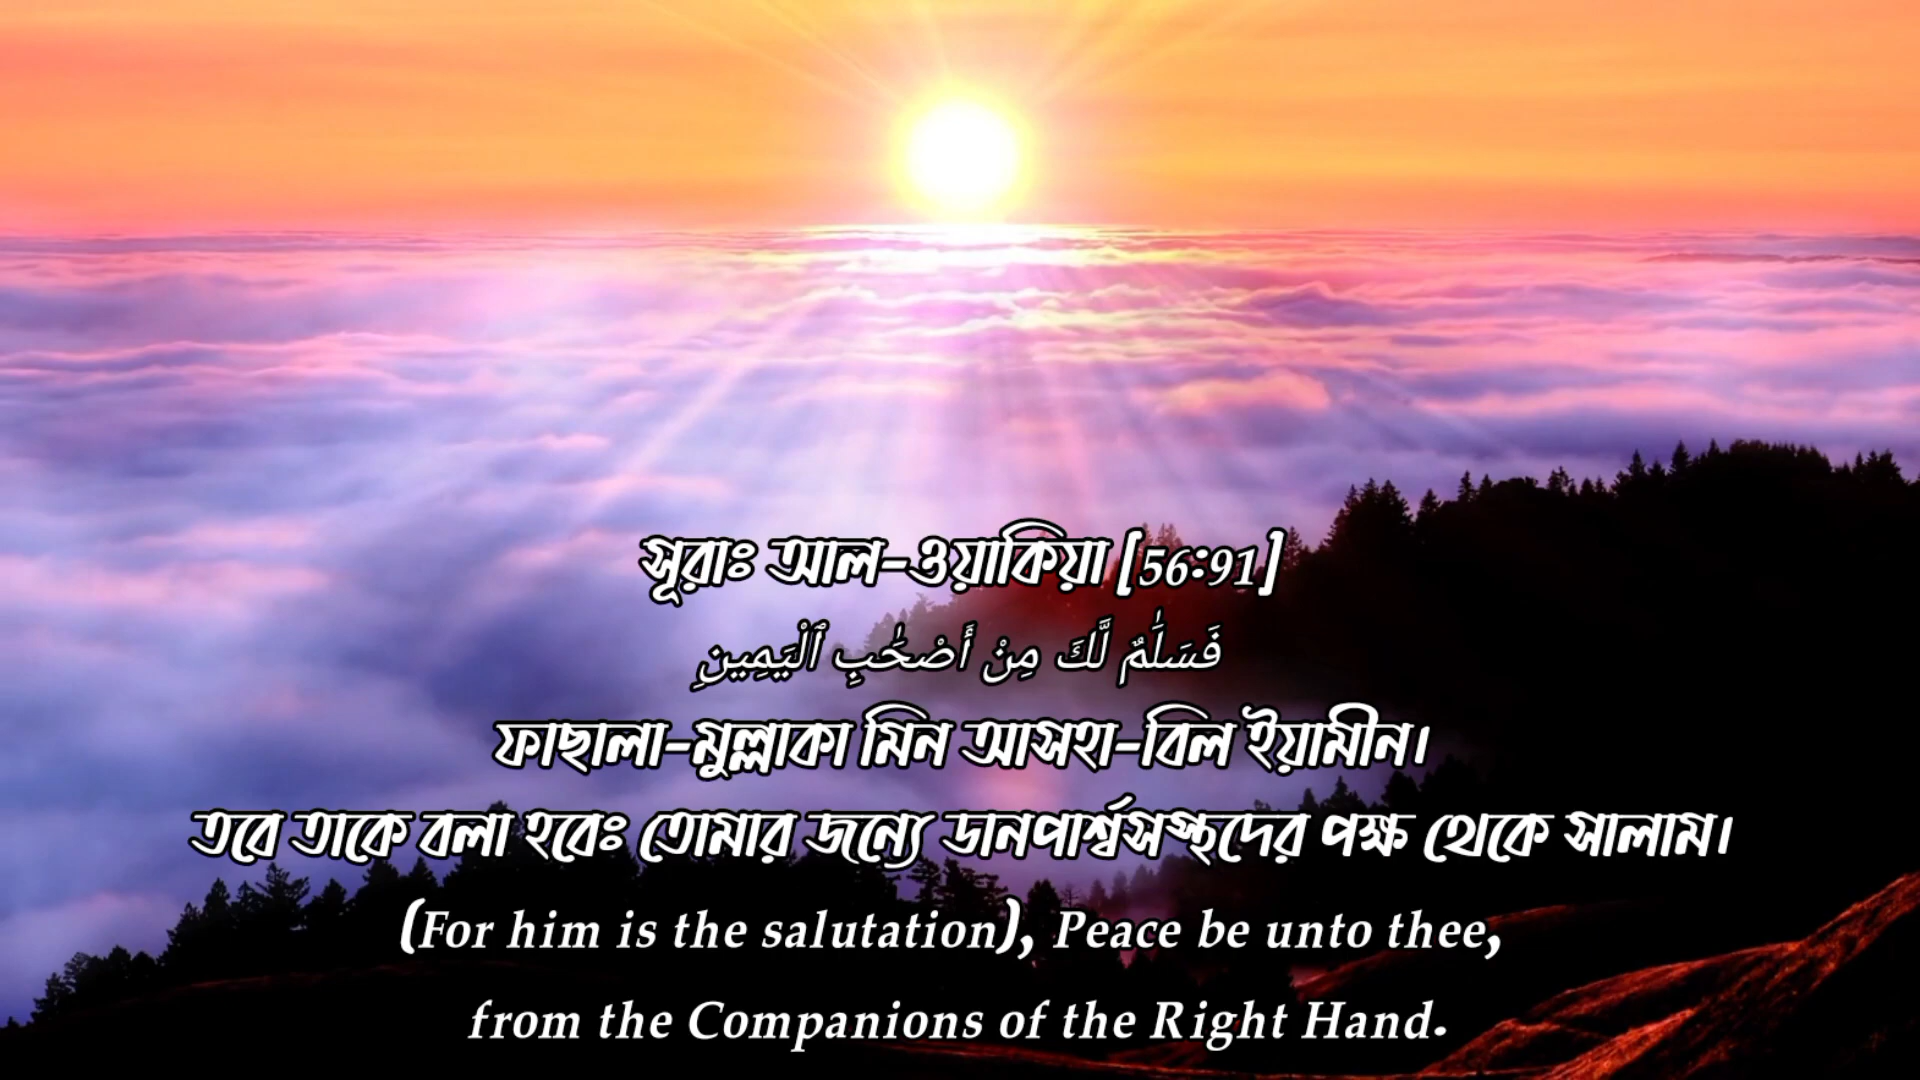 সূরাঃ আল-ওয়াকিয়া [56:91]
فَسَلَٰمٌ لَّكَ مِنْ أَصْحَٰبِ ٱلْيَمِينِ
ফাছালা-মুল্লাকা মিন আসহা-বিল ইয়ামীন।
তবে তাকে বলা হবেঃ তোমার জন্যে ডানপার্শ্বসস্থদের পক্ষ থেকে সালাম।
(For him is the salutation), Peace be unto thee,
from the Companions of the Right Hand.